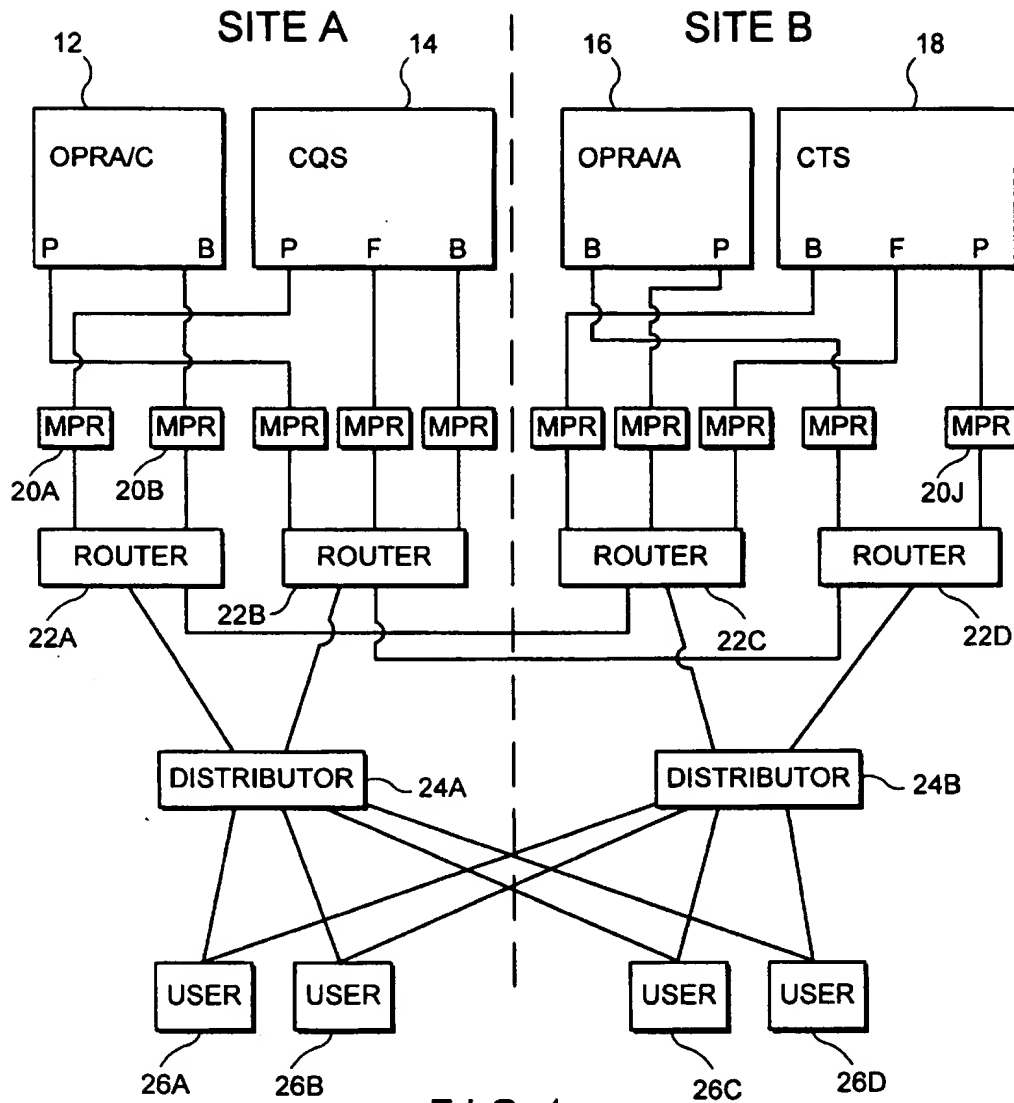 SITE A SITE B
12 14 16 18
OPRA/C CQS OPRA/A CTS
P B P F B B P B F P
MPR MPR MPR MPR MPR MPR MPR MPR MPR MPR
20A 20B 20J
ROUTER ROUTER ROUTER ROUTER
22A 22B 22C 22D
DISTRIBUTOR 24A DISTRIBUTOR 24B
USER USER USER USER
26A 26B 26C 26D